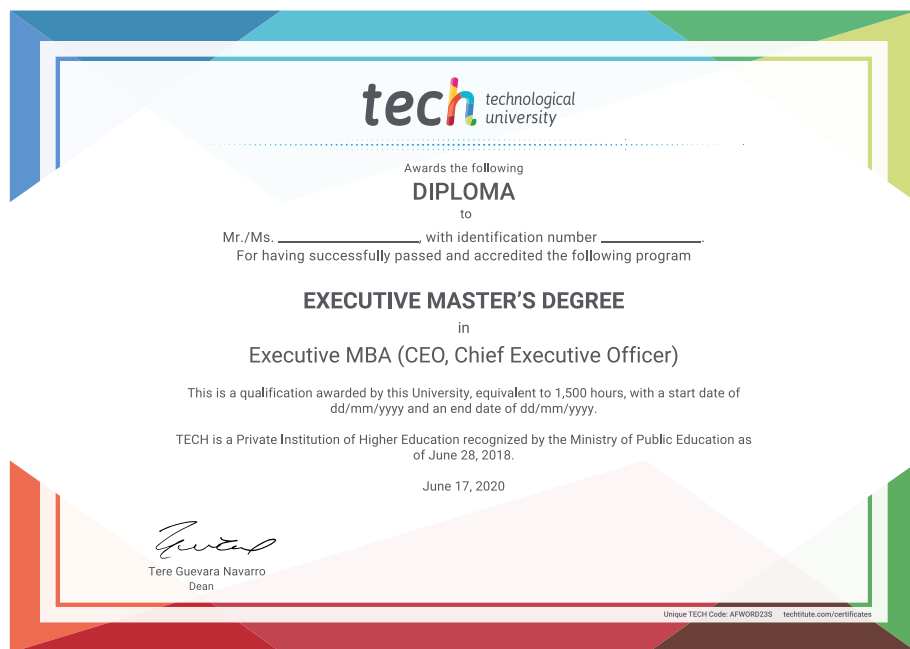 tech technological
university
Awards the following
DIPLOMA
to
Mr./Ms. ____________________, with identification number ______________.
For having successfully passed and accredited the following program
EXECUTIVE MASTER'S DEGREE
in
Executive MBA (CEO, Chief Executive Officer)
This is a qualification awarded by this University, equivalent to 1,500 hours, with a start date of
dd/mm/yyyy and an end date of dd/mm/yyyy.
TECH is a Private Institution of Higher Education recognized by the Ministry of Public Education as
of June 28, 2018.
June 17, 2020
Tere Guevara Navarro
Dean
Unique TECH Code: AFWORD23S techtitute.com/certificates